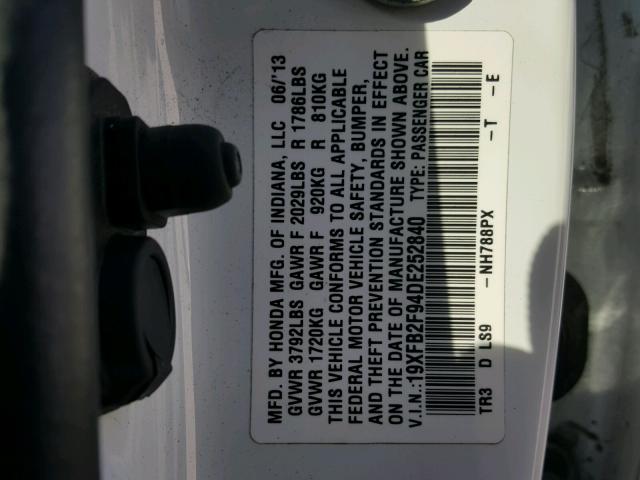 MFD. BY HONDA MFG. OF INDIANA, LLC 06/'13
GVWR 3792LBS GAWR F 2029LBS R 1786LBS
GVWR 1720KG GAWR F 920KG R 810KG
THIS VEHICLE CONFORMS TO ALL APPLICABLE
FEDERAL MOTOR VEHICLE SAFETY, BUMPER,
AND THEFT PREVENTION STANDARDS IN EFFECT
ON THE DATE OF MANUFACTURE SHOWN ABOVE.
V.I.N.:19XFB2F94DE252840 TYPE: PASSENGER CAR
TR3 D LS9 -NH788PX -T -E